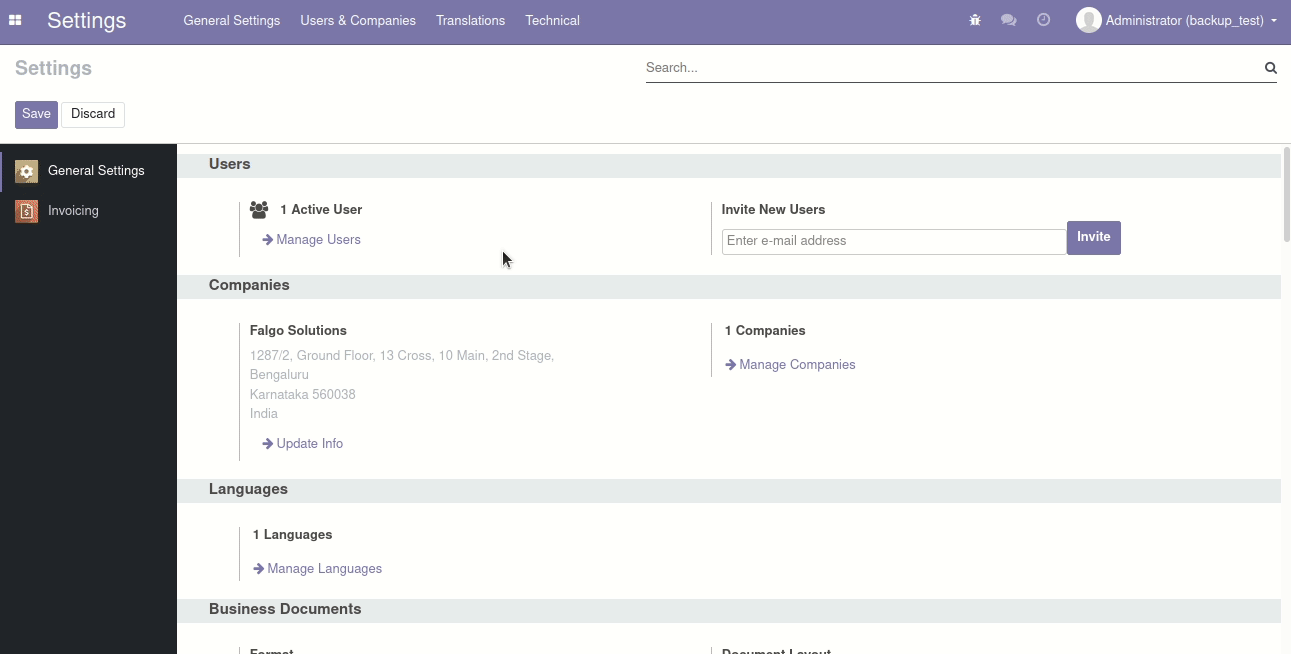 Settings General Settings Users & Companies Translations Technical Administrator (backup_test)
Settings
Search...
Save Discard
General Settings
Invoicing
Users
1 Active User
Manage Users
Invite New Users
Enter e-mail address Invite
Companies
Falgo Solutions
1287/2, Ground Floor, 13 Cross, 10 Main, 2nd Stage,
Bengaluru
Karnataka 560038
India
Update Info
1 Companies
Manage Companies
Languages
1 Languages
Manage Languages
Business Documents
Format Document Layout